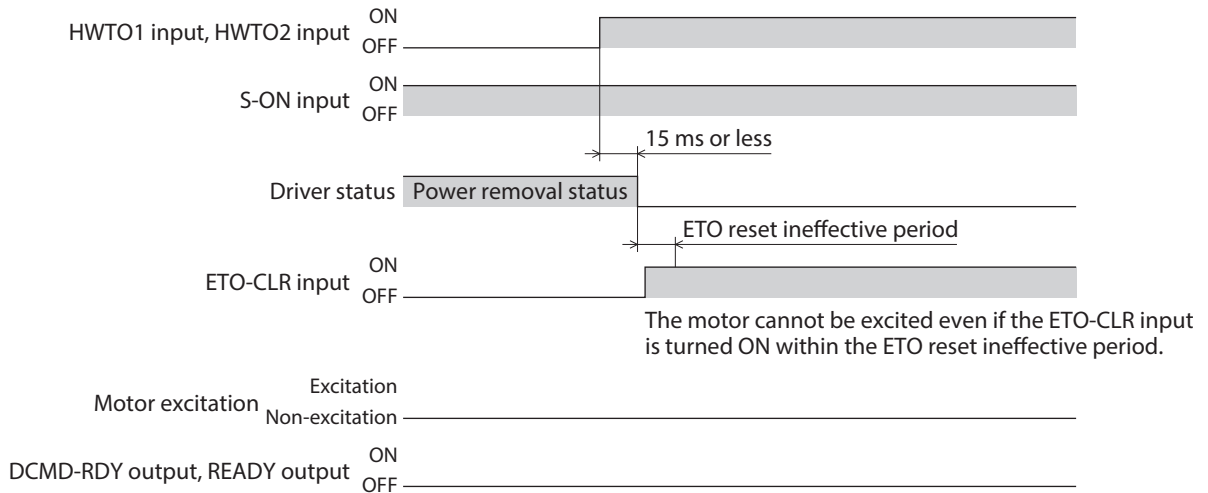 HWTO1 input, HWTO2 input
ON
OFF
S-ON input
ON
OFF
15 ms or less
Driver status
Power removal status
ETO reset ineffective period
ETO-CLR input
ON
OFF
The motor cannot be excited even if the ETO-CLR input
is turned ON within the ETO reset ineffective period.
Motor excitation
Excitation
Non-excitation
DCMD-RDY output, READY output
ON
OFF